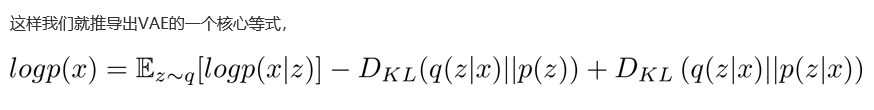 这样我们就推导出VAE的一个核心等式，
logp(x) = 𝔼_{z∼q}[logp(x|z)] − D_{KL}(q(z|x)||p(z)) + D_{KL} (q(z|x)||p(z|x))